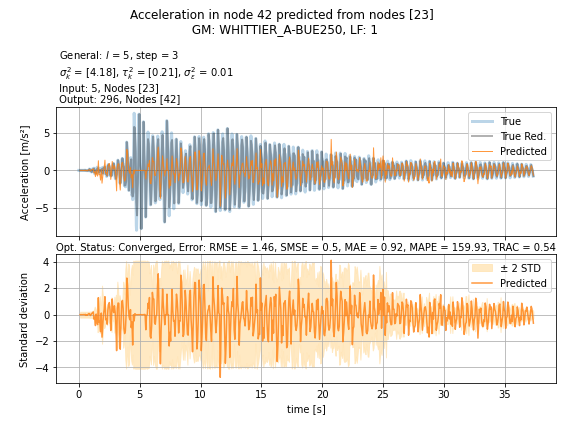 Acceleration in node 42 predicted from nodes [23]
GM: WHITTIER_A-BUE250, LF: 1
General: l = 5, step = 3
σ²ₖ = [4.18], τ²ₖ = [0.21], σ²ε = 0.01
Input: 5, Nodes [23]
Output: 296, Nodes [42]
Acceleration [m/s²]
5
0
−5
True
True Red.
Predicted
Opt. Status: Converged, Error: RMSE = 1.46, SMSE = 0.5, MAE = 0.92, MAPE = 159.93, TRAC = 0.54
Standard deviation
4
2
0
−2
−4
± 2 STD
Predicted
0 5 10 15 20 25 30 35
time [s]